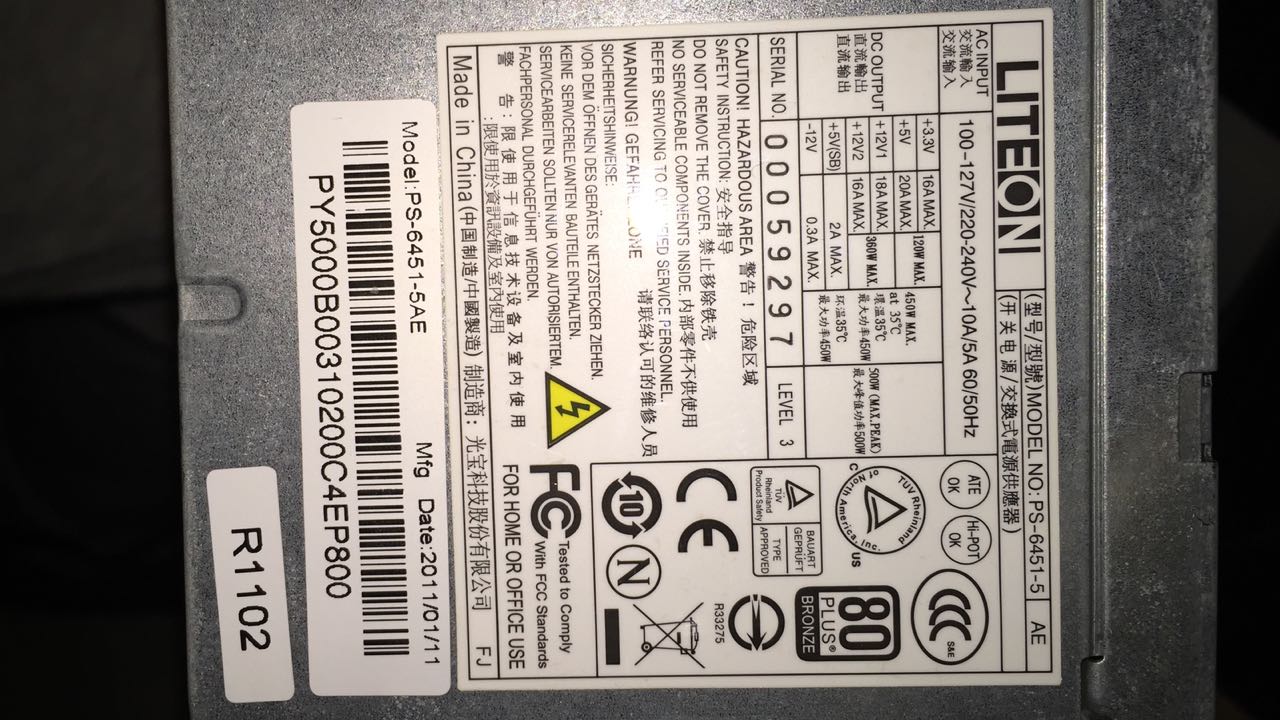 LITEON
(型号/型號)MODEL NO: PS-6451-5 AE
(开 关 电 源 / 交換式電源供應器)
AC INPUT
交流輸入
交流输入
100-127V/220-240V～10A/5A 60/50Hz
DC OUTPUT
直流輸出
直流输出
+3.3V 16A MAX.
+5V 20A MAX.
120W MAX.
+12V1 18A MAX.
+12V2 16A MAX.
360W MAX.
+5V(SB) 2A MAX.
-12V 0.3A MAX.
450W MAX.
at 35℃
環温35℃
最大功率450W
环温35℃
最大功率450W
500W(MAX.PEAK)
最大峰值功率500W
SERIAL NO. 00059297 LEVEL 3
CAUTION! HAZARDOUS AREA 警告! 危险区域
SAFETY INSTRUCTION: 安全指导
DO NOT REMOVE THE COVER. 禁止移除铁壳
NO SERVICEABLE COMPONENTS INSIDE. 内部零件不供使用
REFER SERVICING TO SERVICE PERSONNEL.
请联络认可的维修人员
WARNUNG!
SICHERHEITSHINWEISE:
VOR DEM ÖFFNEN DES GERÄTES NETZSTECKER ZIEHEN.
KEINE SERVICERELEVANTEN BAUTEILE ENTHALTEN.
SERVICEARBEITEN SOLLTEN NUR VON AUTORISIERTEM
FACHPERSONAL DURCHGEFÜHRT WERDEN.
警 告: 限 使 用 于 信 息 技 术 设 备 及 室 内 使 用
:限使用於資訊設備及室內使用
Made in China (中国制造/中國製造) 制造商: 光宝科技股份有限公司 FJ
ATE
OK
Hi-POT
OK
S&E
TUV Rheinland
of North America, Inc.
C US
80
PLUS®
BRONZE
TÜV
Rheinland
Product Safety
BAUART
GEPRÜFT
TYPE
APPROVED
R33275
CE
10
N
FC Tested to Comply
With FCC Standards
FOR HOME OR OFFICE USE
Model:PS-6451-5AE Mfg Date:2011/01/11
PY5000B00310200C4EP800
R1102